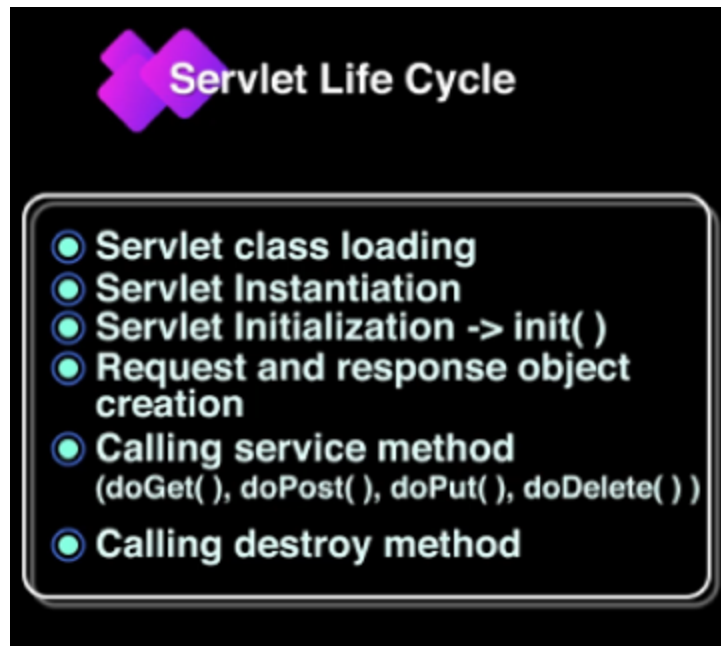 Servlet Life Cycle
Servlet class loading
Servlet Instantiation
Servlet Initialization -> init( )
Request and response object
creation
Calling service method
(doGet( ), doPost( ), doPut( ), doDelete( ) )
Calling destroy method